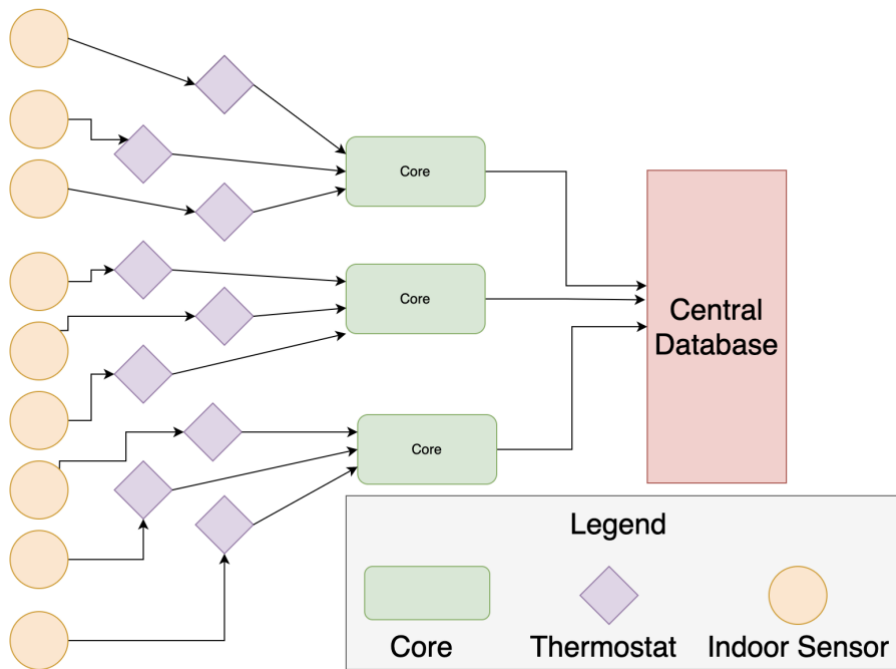 Core
Core
Core
Central
Database
Legend
Core
Thermostat
Indoor Sensor